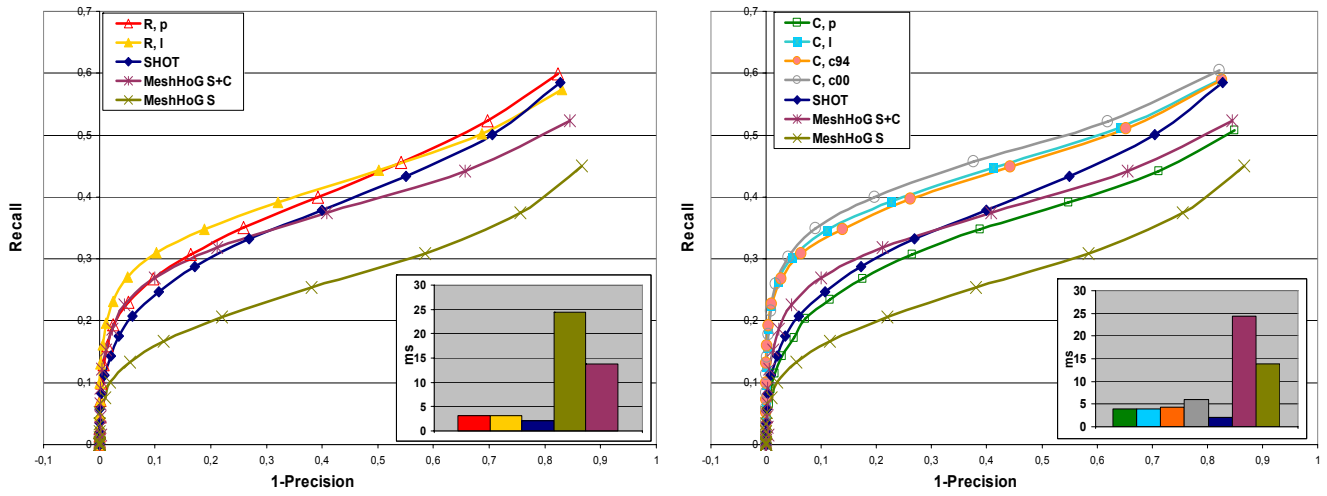 0,7
0,6
0,5
0,4
0,3
0,2
0,1
0
Recall
R, p
R, l
SHOT
MeshHoG S+C
MeshHoG S
30
25
20
15
10
5
0
ms
-0,1 0 0,1 0,2 0,3 0,4 0,5 0,6 0,7 0,8 0,9 1
1-Precision
0,7
0,6
0,5
0,4
0,3
0,2
0,1
0
Recall
C, p
C, l
C, c94
C, c00
SHOT
MeshHoG S+C
MeshHoG S
30
25
20
15
10
5
0
ms
-0,1 0 0,1 0,2 0,3 0,4 0,5 0,6 0,7 0,8 0,9 1
1-Precision